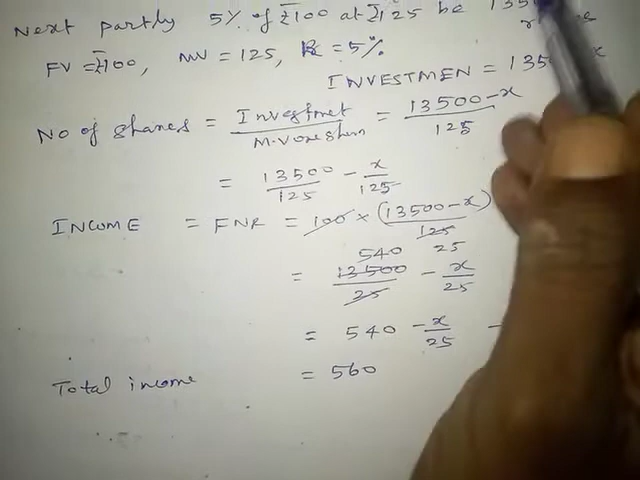 Next partly 5% of ₹100 at ₹125 be
FV = ₹100, MV = 125, R = 5%
INVESTMEN = 135
No of shares = Investmet / M.V one share = 13500 - x / 125
= 13500 / 125 - x / 125
INCOME = FNR = 100 × (13500 - x) / 125
540 25
= 13500 / 25 - x / 25
= 540 - x / 25 -
Total income = 560